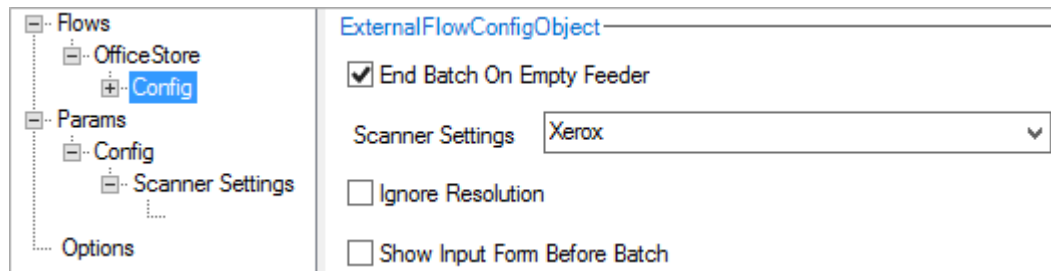 Flows
OfficeStore
Config
Params
Config
Scanner Settings
Options
ExternalFlowConfigObject
End Batch On Empty Feeder
Scanner Settings Xerox
Ignore Resolution
Show Input Form Before Batch